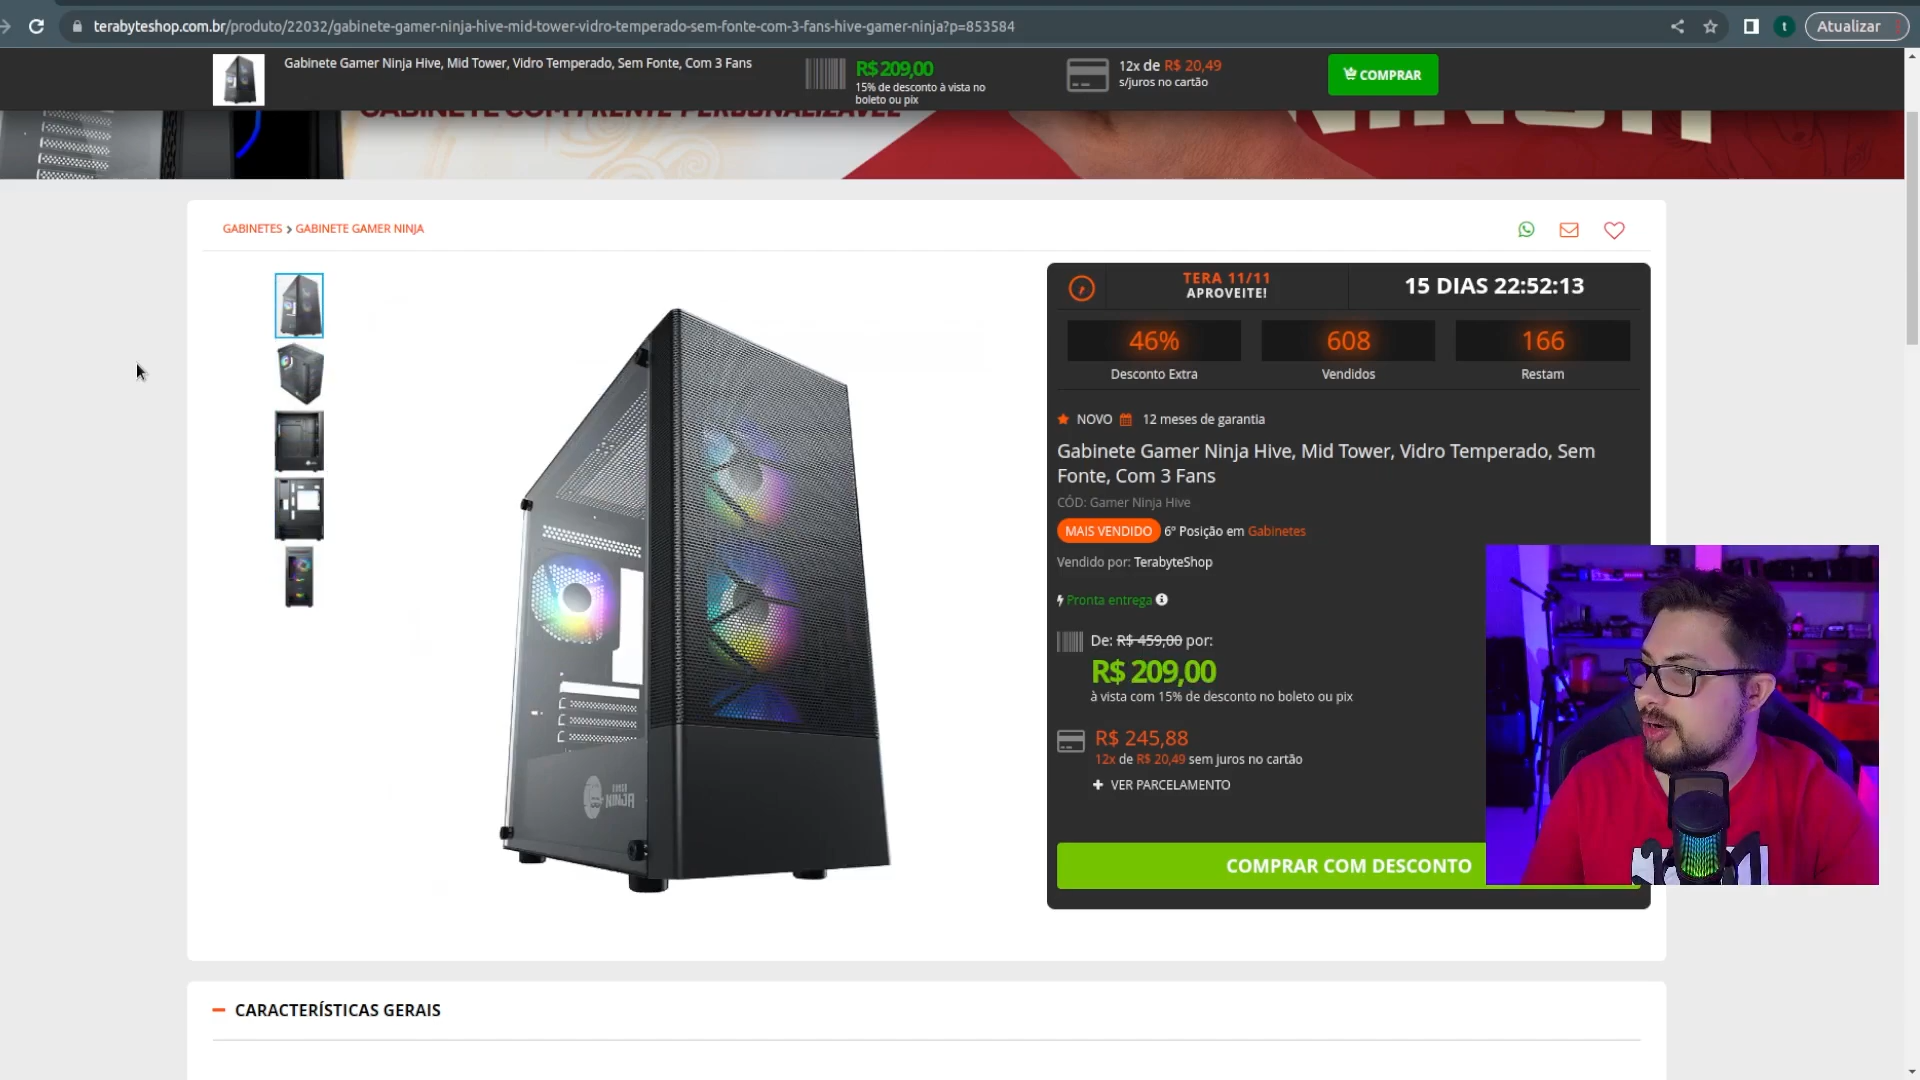 terabyteshop.com.br/produto/22032/gabinete-gamer-ninja-hive-mid-tower-vidro-temperado-sem-fonte-com-3-fans-hive-gamer-ninja?p=853584
t
Atualizar
Gabinete Gamer Ninja Hive, Mid Tower, Vidro Temperado, Sem Fonte, Com 3 Fans
R$ 209,00
15% de desconto à vista no
boleto ou pix
12x de R$ 20,49
s/juros no cartão
COMPRAR
GABINETE COM FRENTE PERSONALIZÁVEL
NINJA
GABINETES > GABINETE GAMER NINJA
TERA 11/11
APROVEITE!
15 DIAS 22:52:13
46%
Desconto Extra
608
Vendidos
166
Restam
NOVO 12 meses de garantia
Gabinete Gamer Ninja Hive, Mid Tower, Vidro Temperado, Sem
Fonte, Com 3 Fans
CÓD: Gamer Ninja Hive
MAIS VENDIDO 6º Posição em Gabinetes
Vendido por: TerabyteShop
Pronta entrega
De: R$ 459,00 por:
R$ 209,00
à vista com 15% de desconto no boleto ou pix
R$ 245,88
12x de R$ 20,49 sem juros no cartão
+ VER PARCELAMENTO
COMPRAR COM DESCONTO
GAMER
NINJA
CARACTERÍSTICAS GERAIS